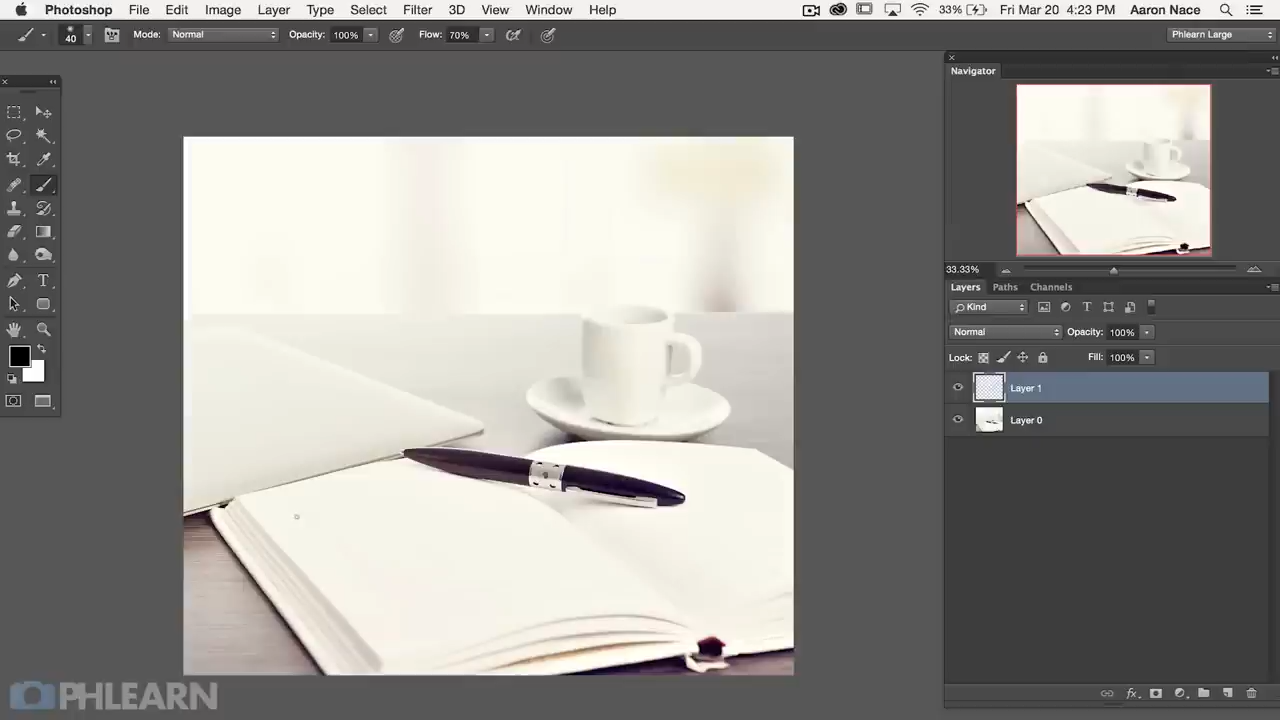 Photoshop File Edit Image Layer Type Select Filter 3D View Window Help 33% Fri Mar 20 4:23 PM Aaron Nace
40 Mode: Normal Opacity: 100% Flow: 70% Phlearn Large
Navigator
33.33%
Layers Paths Channels
Kind
Normal Opacity: 100%
Lock: Fill: 100%
Layer 1
Layer 0
fx
PHLEARN